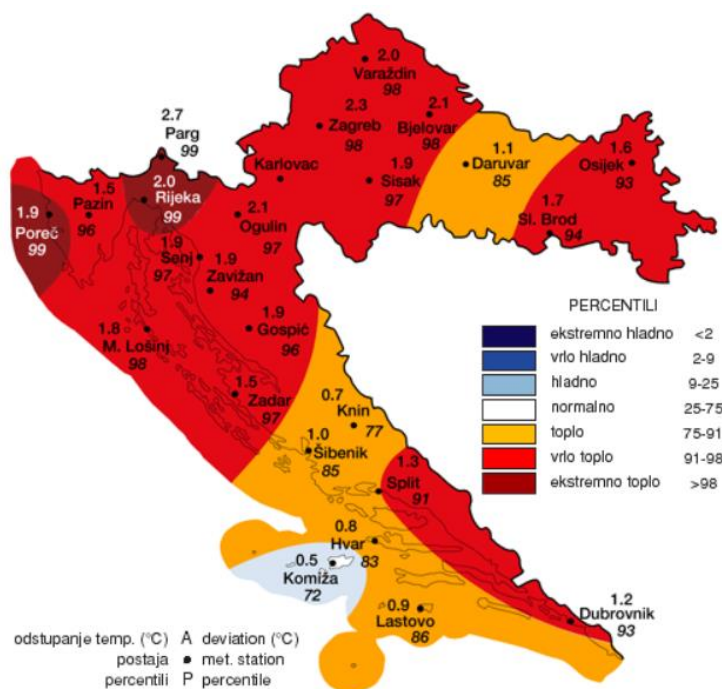 2.0
Varaždin
98
2.3
Zagreb
98
2.1
Bjelovar
98
2.7
Parg
99
Karlovac
1.9
Sisak
97
1.1
Daruvar
85
1.6
Osijek
93
1.7
Sl. Brod
94
1.9
Poreč
99
1.5
Pazin
96
2.0
Rijeka
99
2.1
Ogulin
97
1.9
Senj
97
1.9
Zavižan
94
1.9
Gospić
96
1.8
M. Lošinj
98
1.5
Zadar
97
0.7
Knin
77
1.0
Šibenik
85
1.3
Split
91
0.8
Hvar
83
0.5
Komiža
72
0.9
Lastovo
86
1.2
Dubrovnik
93
PERCENTILI
ekstremno hladno <2
vrlo hladno 2-9
hladno 9-25
normalno 25-75
toplo 75-91
vrlo toplo 91-98
ekstremno toplo >98
odstupanje temp. (°C) A deviation (°C)
postaja ● met. station
percentili P percentile